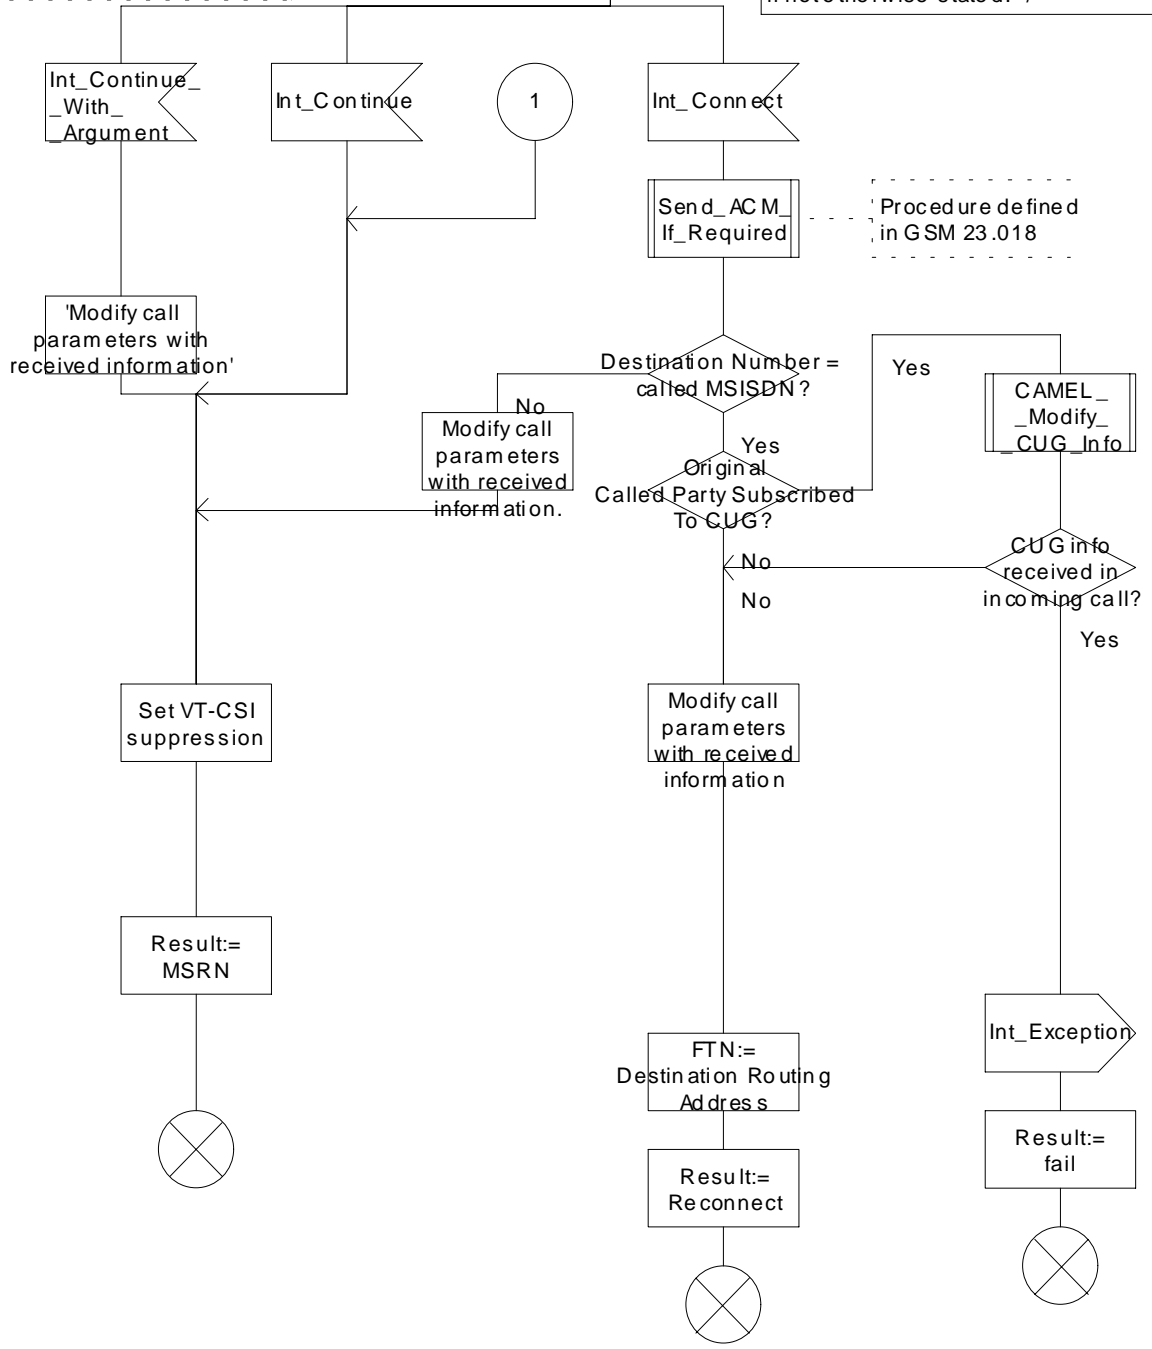 Int_Continue_
_With_
_Argument
Int_Continue
1
Int_Connect
Send_ACM_
If_Required
Procedure defined
in GSM 23.018
'Modify call
parameters with
received information'
Destination Number =
called MSISDN?
Yes
No
CAMEL_
_Modify_
_CUG_Info
Modify call
parameters
with received
information.
Yes
Original
Called Party Subscribed
To CUG?
CUG info
received in
incoming call?
No
No
Yes
Set VT-CSI
suppression
Modify call
parameters
with received
information
Result:=
MSRN
Int_Exception
FTN:=
Destination Routing
Address
Result:=
fail
Result:=
Reconnect